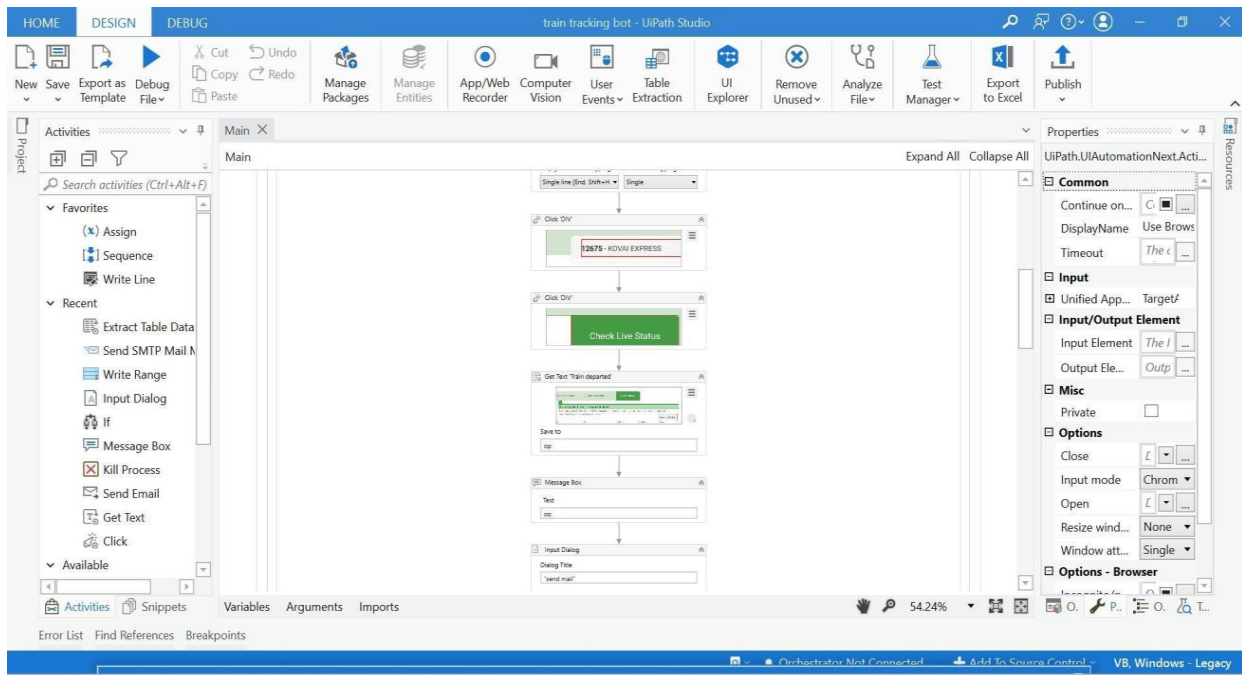 HOME DESIGN DEBUG train tracking bot - UiPath Studio
New Save Export as Template Debug File Cut Copy Paste Undo Redo Manage Packages Manage Entities App/Web Recorder Computer Vision User Events Table Extraction UI Explorer Remove Unused Analyze File Test Manager Export to Excel Publish
Project
Activities
Search activities (Ctrl+Alt+F)
Favorites
Assign
Sequence
Write Line
Recent
Extract Table Data
Send SMTP Mail M
Write Range
Input Dialog
If
Message Box
Kill Process
Send Email
Get Text
Click
Available
Activities Snippets
Main
Main Expand All Collapse All
Single line [End, Shift+H Single
Click 'DIV'
12675 - KOVAI EXPRESS
Click 'DIV'
Check Live Status
Get Text 'Train departed'
Save to
op
Message Box
Text
op
Input Dialog
Dialog Title
"send mail"
Variables Arguments Imports 54.24%
Properties
UiPath.UIAutomationNext.Acti...
Common
Continue on... ...
DisplayName Use Brows
Timeout The ...
Input
Unified App... Target
Input/Output Element
Input Element The I ...
Output Ele... Outp ...
Misc
Private
Options
Close ...
Input mode Chrom
Open ...
Resize wind... None
Window att... Single
Options - Browser
O. P.. O. T...
Resources
Error List Find References Breakpoints
Orchestrator Not Connected Add To Source Control VB, Windows - Legacy